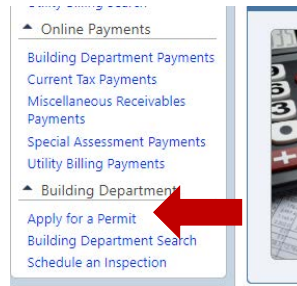 Online Payments
Building Department Payments
Current Tax Payments
Miscellaneous Receivables
Payments
Special Assessment Payments
Utility Billing Payments
Building Department
Apply for a Permit
Building Department Search
Schedule an Inspection